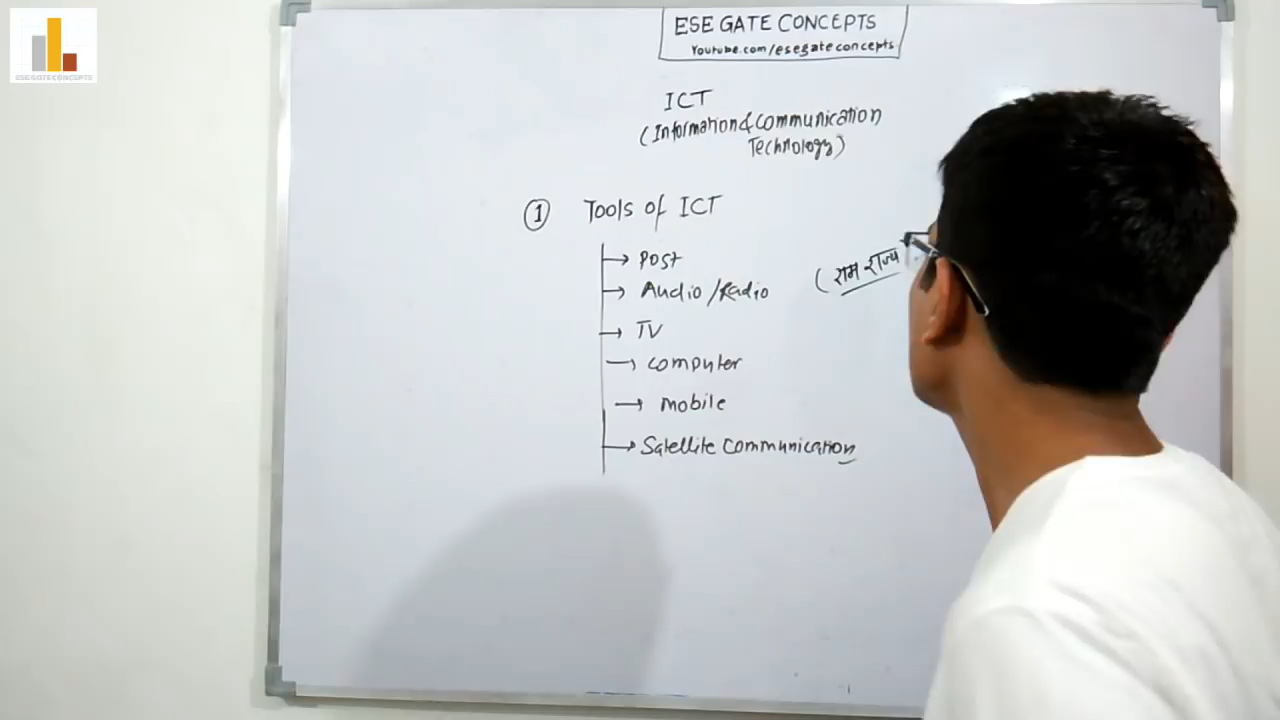 ESE GATE CONCEPTS
Youtube.com/esegateconcepts
ICT
(Information & communication
Technology)
① Tools of ICT
→ Post
→ Audio/Radio
(राम राज्य
→ TV
→ computer
→ mobile
→ Satellite communication
ESEGATECONCEPTS